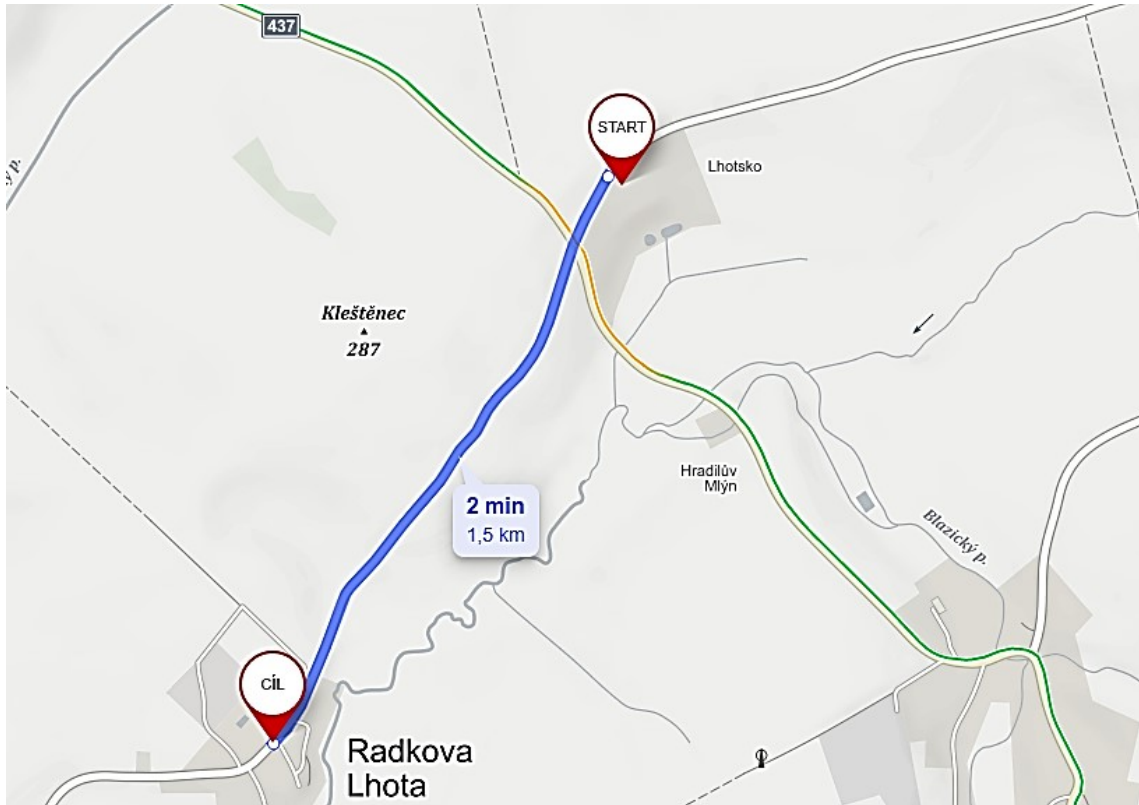 437
START
Lhotsko
ý p.
Kleštěnec
287
Hradilův
Mlýn
2 min
1,5 km
Blazický p.
CÍL
Radkova
Lhota